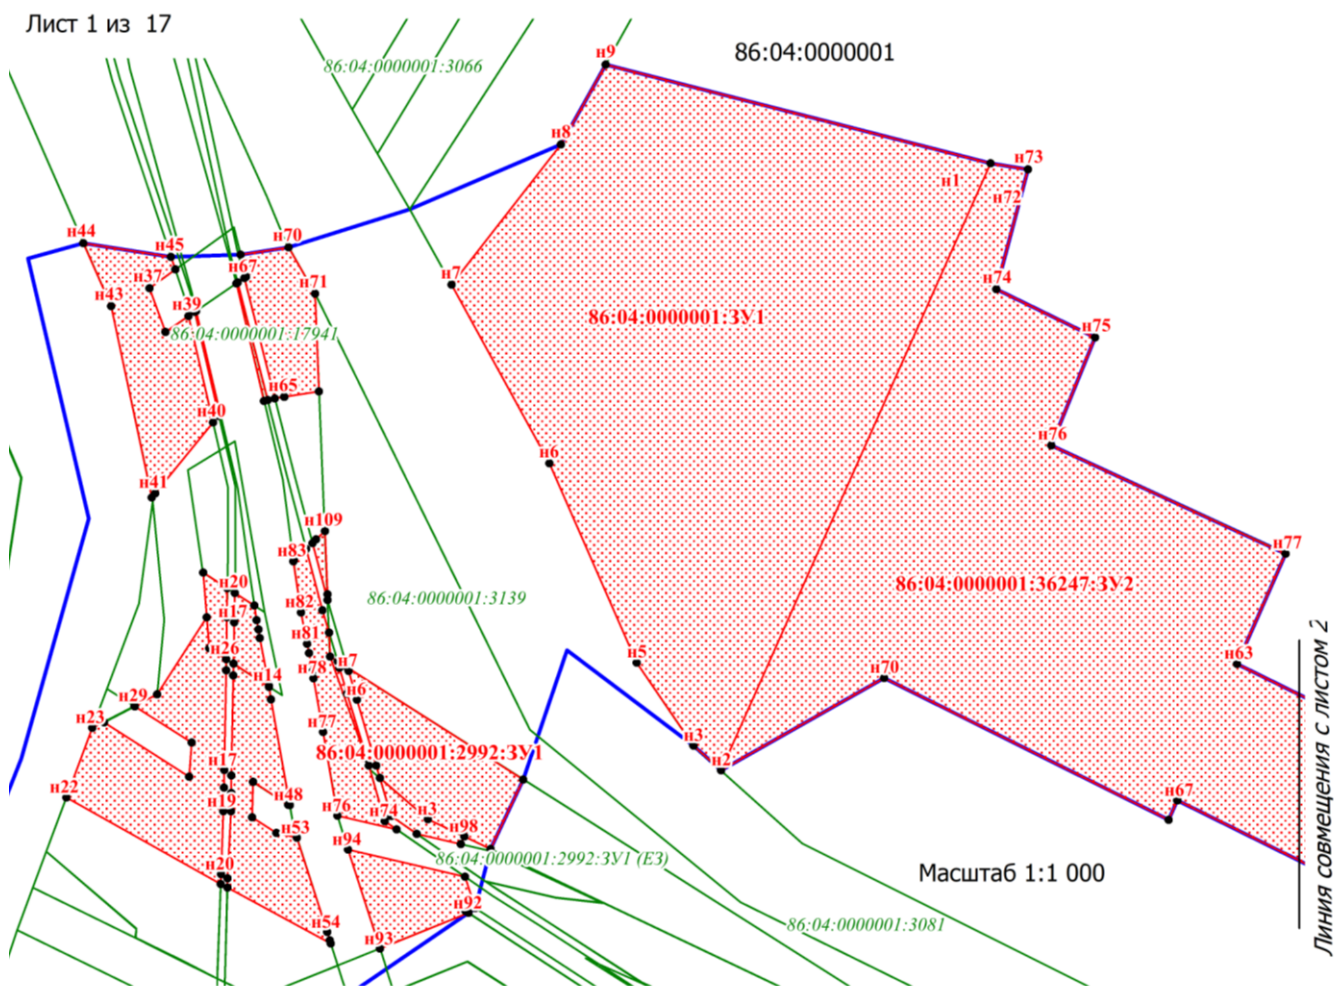 Лист 1 из 17
86:04:0000001
н9
86:04:0000001:3066
н8
н73
н1
н72
н44
н45
н70
н67
н37
н7
н71
н74
н43
н39
86:04:0000001:17941
86:04:0000001:ЗУ1
н75
н65
н40
н76
н6
н41
н109
н83
н77
н20
86:04:0000001:36247:ЗУ2
н82
86:04:0000001:3139
н17
н81
н26
н78
н7
н5
н63
н14
н6
н70
н29
н23
н77
н3
86:04:0000001:2992:ЗУ1
н2
н17
н22
н48
н67
н19
н76
н74
н3
н53
н98
н94
86:04:0000001:2992:ЗУ1 (ЕЗ)
н20
Масштаб 1:1 000
н92
н54
86:04:0000001:3081
н93
Линия совмещения с листом 2